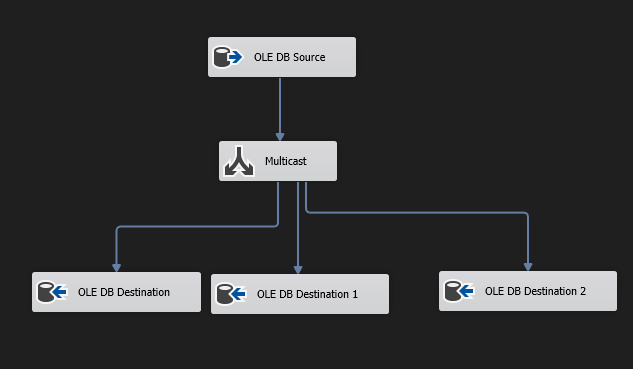 OLE DB Source
Multicast
OLE DB Destination
OLE DB Destination 1
OLE DB Destination 2